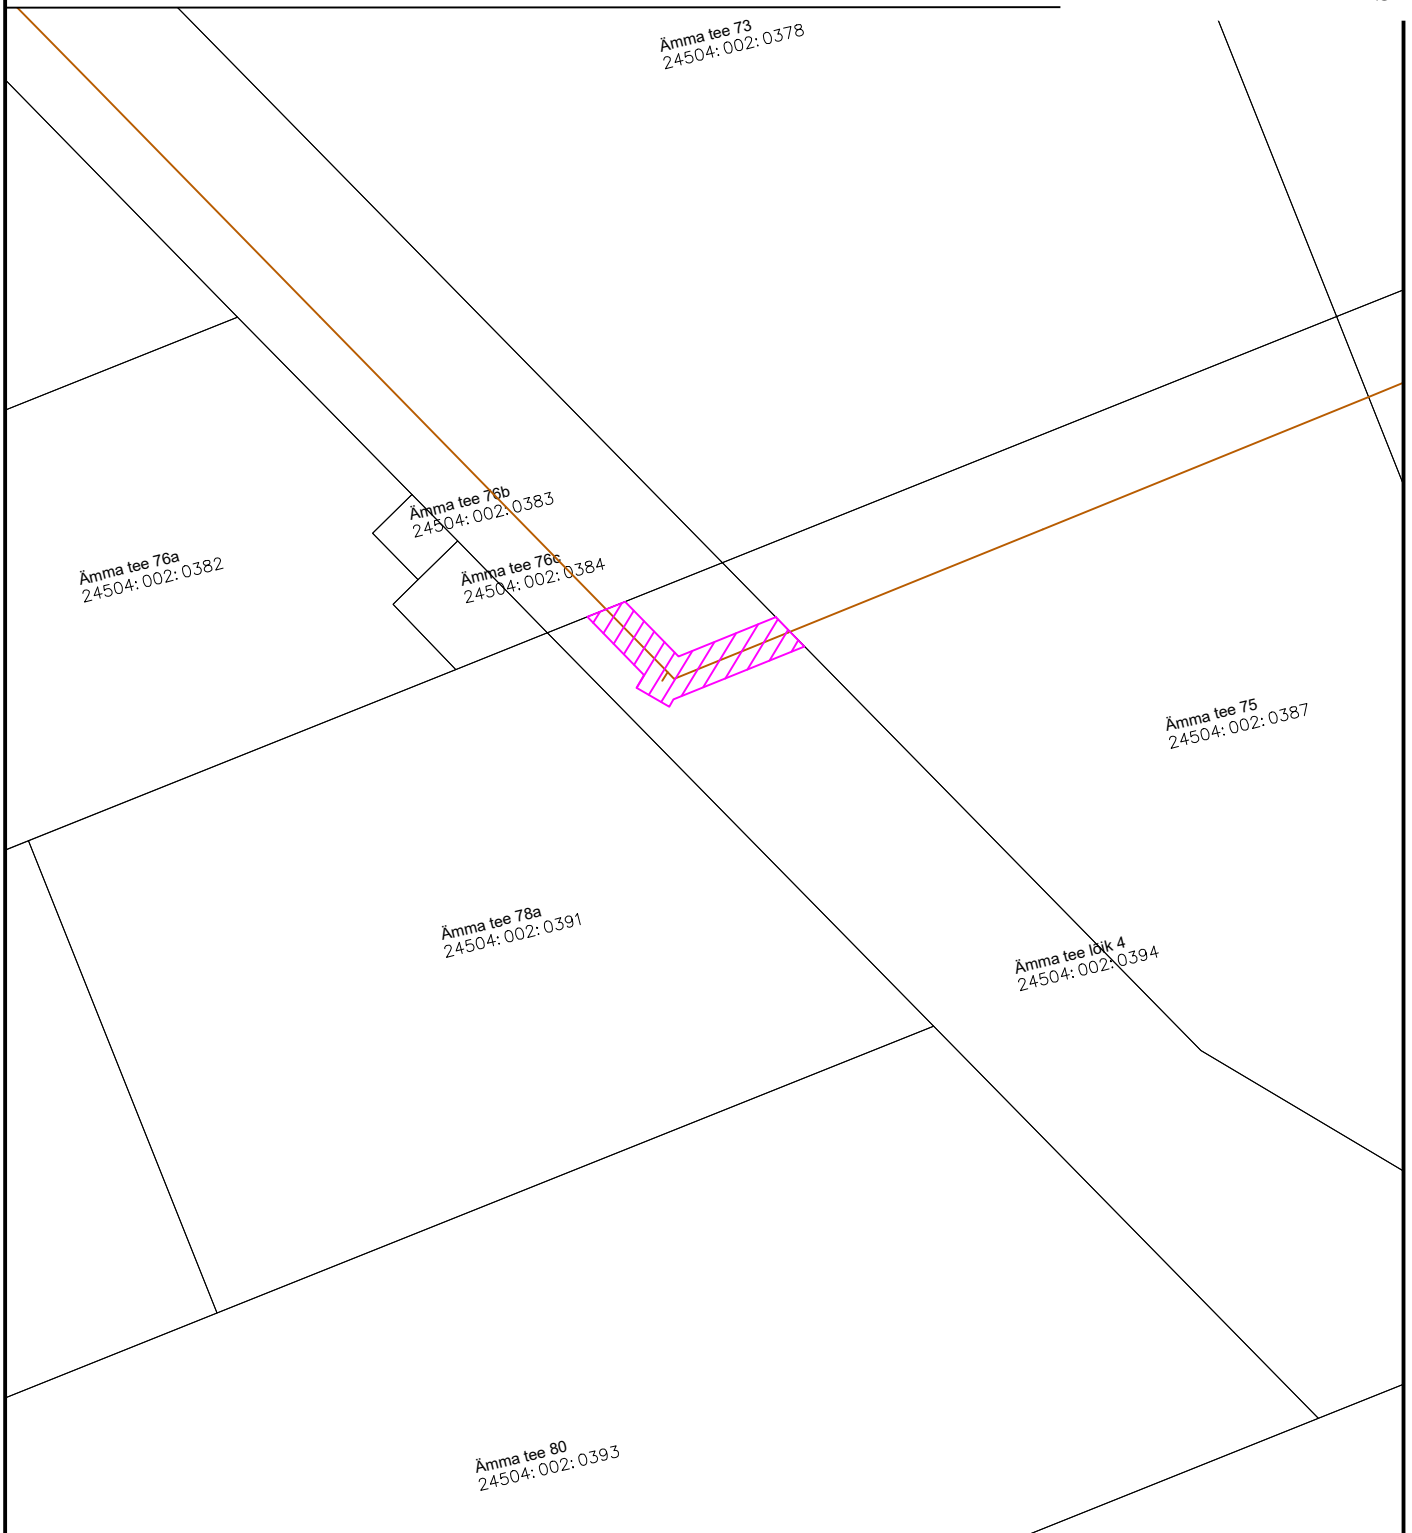 Ämma tee 73
24504:002:0378
Ämma tee 76b
24504:002:0383
Ämma tee 76a
24504:002:0382
Ämma tee 76c
24504:002:0384
Ämma tee 75
24504:002:0387
Ämma tee 78a
24504:002:0391
Ämma tee lõik 4
24504:002:0394
Ämma tee 80
24504:002:0393